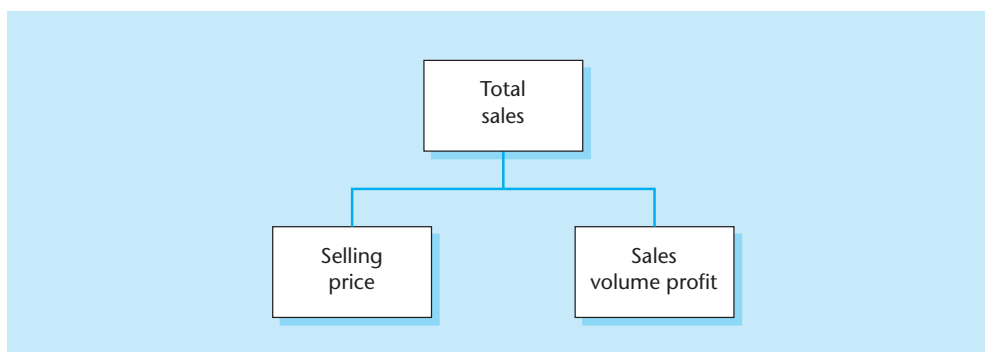 Total
sales
Selling
price
Sales
volume profit